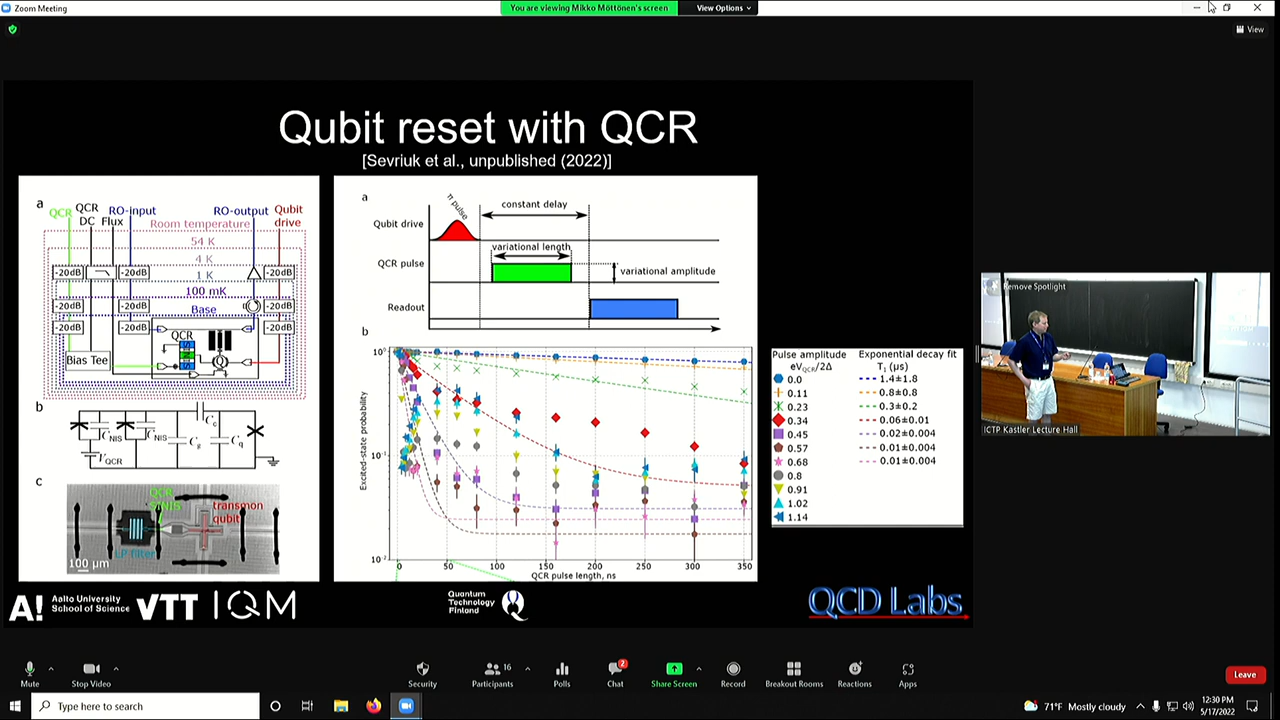 Zoom Meeting
You are viewing Mikko Möttönen's screen
View Options
View
Qubit reset with QCR
[Sevriuk et al., unpublished (2022)]
a
QCR
QCR
DC
Flux
RO-input
RO-output
Qubit
drive
Room temperature
54 K
4 K
1 K
100 mK
Base
-20dB
-20dB
-20dB
-20dB
-20dB
-20dB
-20dB
-20dB
-20dB
QCR
Bias Tee
b
C_NIS
C_NIS
C_c
C_q
V_QCR
c
QCR
transmon
qubit
LP filter
100 µm
a
π pulse
constant delay
Qubit drive
variational length
QCR pulse
variational amplitude
Readout
b
Excited-state probability
10⁰
10⁻¹
10⁻²
0 50 100 150 200 250 300 350
QCR pulse length, ns
Pulse amplitude
eV_QCR/2Δ
Exponential decay fit
T₁ (µs)
0.0
0.11
0.23
0.34
0.45
0.57
0.68
0.8
0.91
1.02
1.14
1.4±1.8
0.8±0.8
0.3±0.2
0.06±0.01
0.02±0.004
0.01±0.004
0.01±0.004
A!
Aalto University
School of Science
VTT
IQM
Quantum
Technology
Finland
QCD Labs
Remove Spotlight
ICTP Kastler Lecture Hall
Mute
Stop Video
Security
Participants
16
Polls
Chat
2
Share Screen
Record
Breakout Rooms
Reactions
Apps
Leave
Type here to search
71°F Mostly cloudy
12:30 PM
5/17/2022